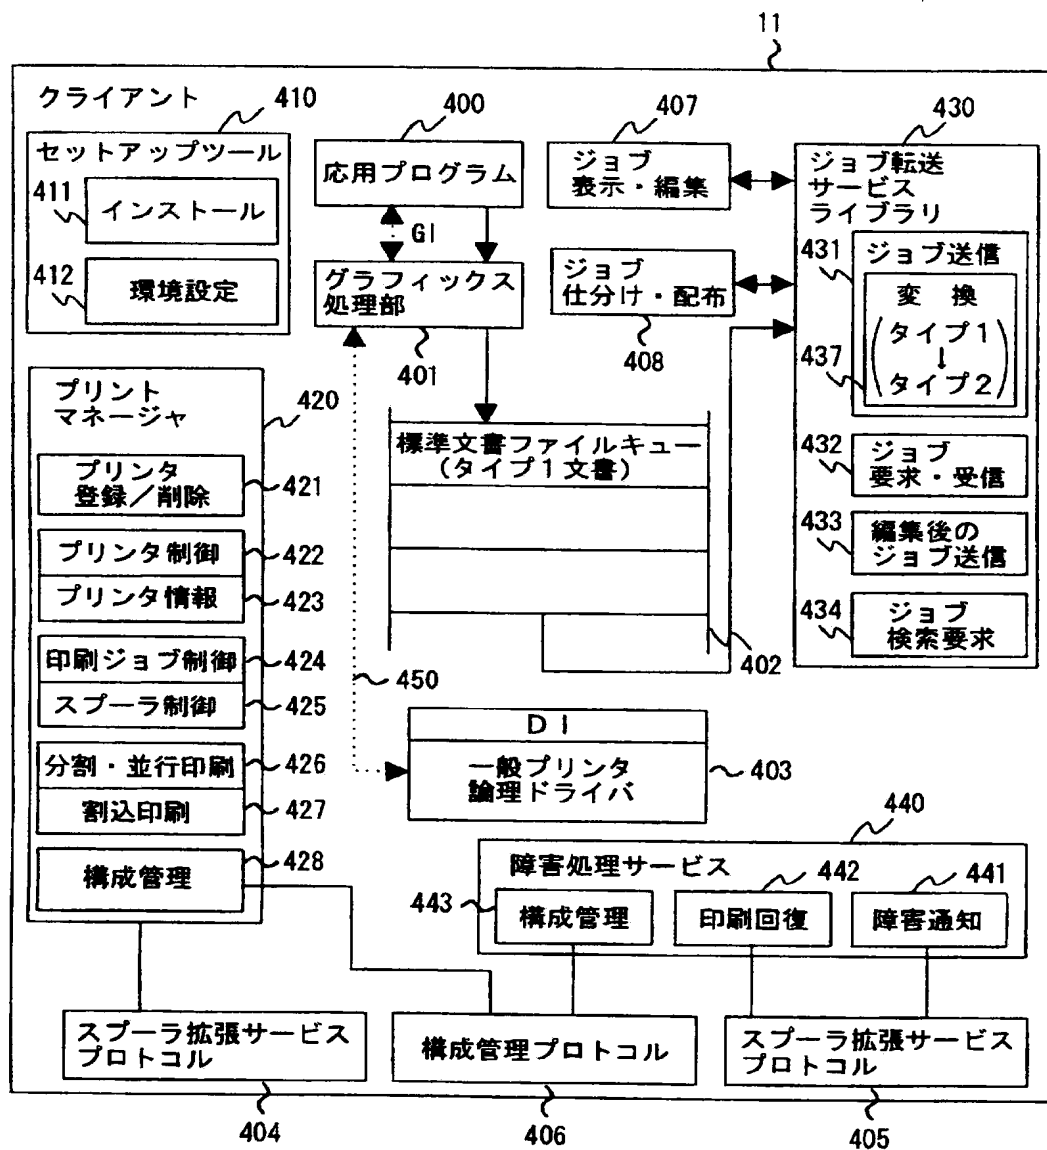 11
クライアント
410
セットアップツール
411
インストール
412
環境設定
400
応用プログラム
GI
グラフィックス
処理部
401
407
ジョブ
表示・編集
ジョブ
仕分け・配布
408
430
ジョブ転送
サービス
ライブラリ
431
ジョブ送信
変 換
タイプ1
タイプ2
437
432
ジョブ
要求・受信
433
編集後の
ジョブ送信
434
ジョブ
検索要求
標準文書ファイルキュー
(タイプ1文書)
402
プリント
マネージャ
420
プリンタ
登録/削除
421
プリンタ制御
422
プリンタ情報
423
印刷ジョブ制御
424
スプーラ制御
425
分割・並行印刷
426
割込印刷
427
構成管理
428
450
DI
一般プリンタ
論理ドライバ
403
440
障害処理サービス
443
構成管理
442
印刷回復
441
障害通知
スプーラ拡張サービス
プロトコル
404
構成管理プロトコル
406
スプーラ拡張サービス
プロトコル
405